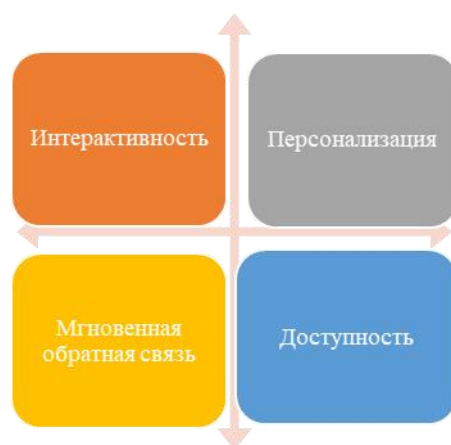 Интерактивность
Персонализация
Мгновенная
обратная связь
Доступность